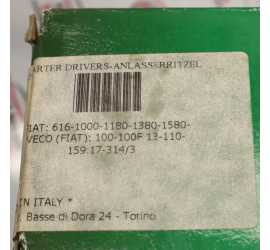 ARTER DRIVERS-ANLASSERRITZEL
IAT: 616-1000-1180-1380-1580-
VECO (FIAT): 100-100F 13-110-
159.17-314/3
IN ITALY *
Basse di Dora 24 - Torino